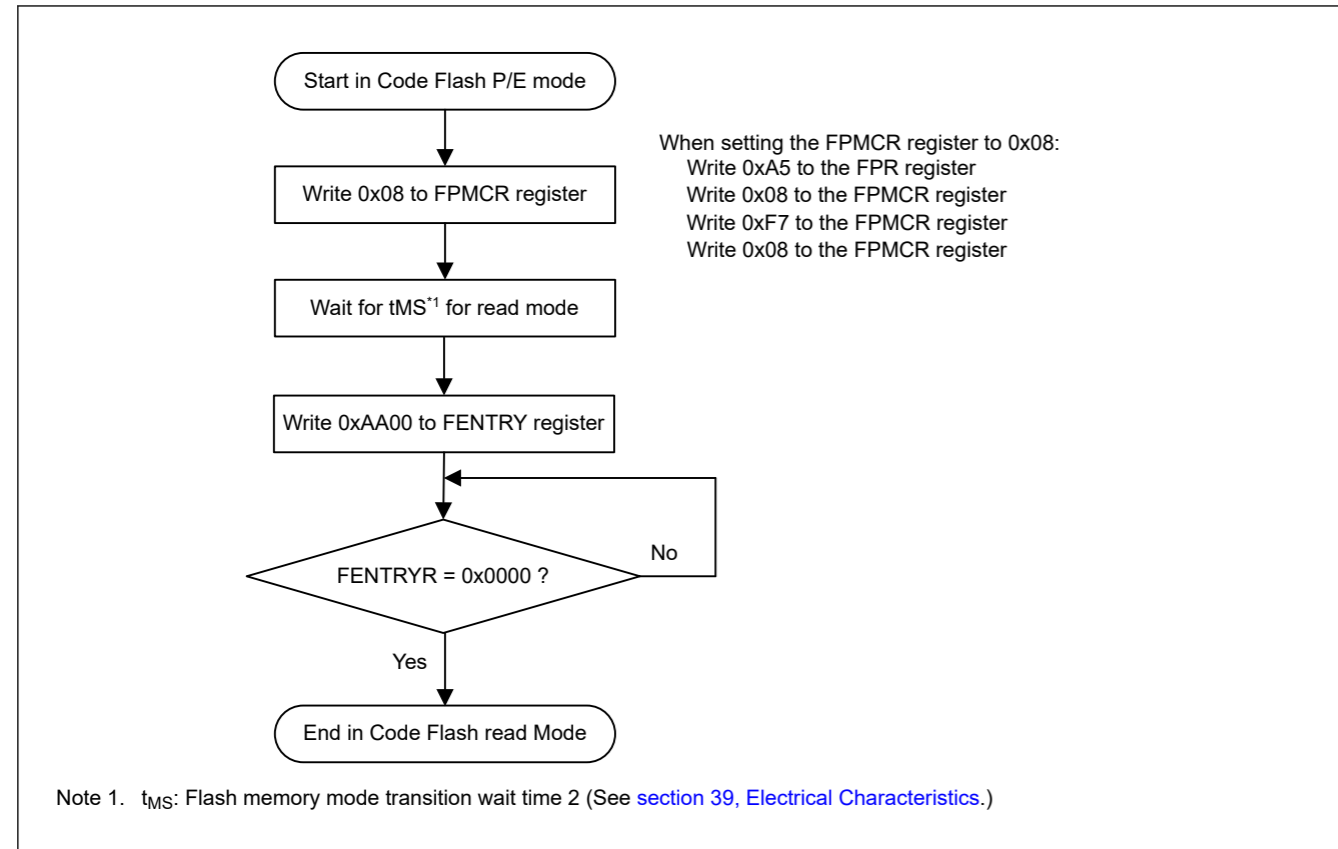 Start in Code Flash P/E mode
When setting the FPMCR register to 0x08:
Write 0xA5 to the FPR register
Write 0x08 to FPMCR register
Write 0x08 to the FPMCR register
Write 0xF7 to the FPMCR register
Write 0x08 to the FPMCR register
Wait for tMS*1 for read mode
Write 0xAA00 to FENTRY register
No
FENTRYR = 0x0000 ?
Yes
End in Code Flash read Mode
Note 1. tMS: Flash memory mode transition wait time 2 (See section 39, Electrical Characteristics.)